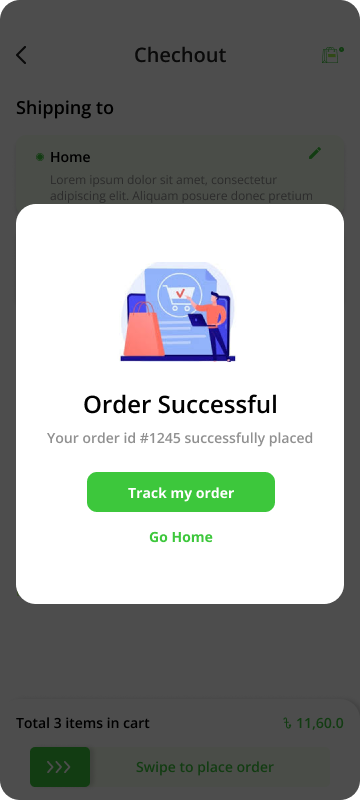 Chechout
Shipping to
Home
Lorem ipsum dolor sit amet, consectetur
adipiscing elit. Aliquam posuere donec pretium
Order Successful
Your order id #1245 successfully placed
Track my order
Go Home
Total 3 items in cart
৳ 11,60.0
Swipe to place order